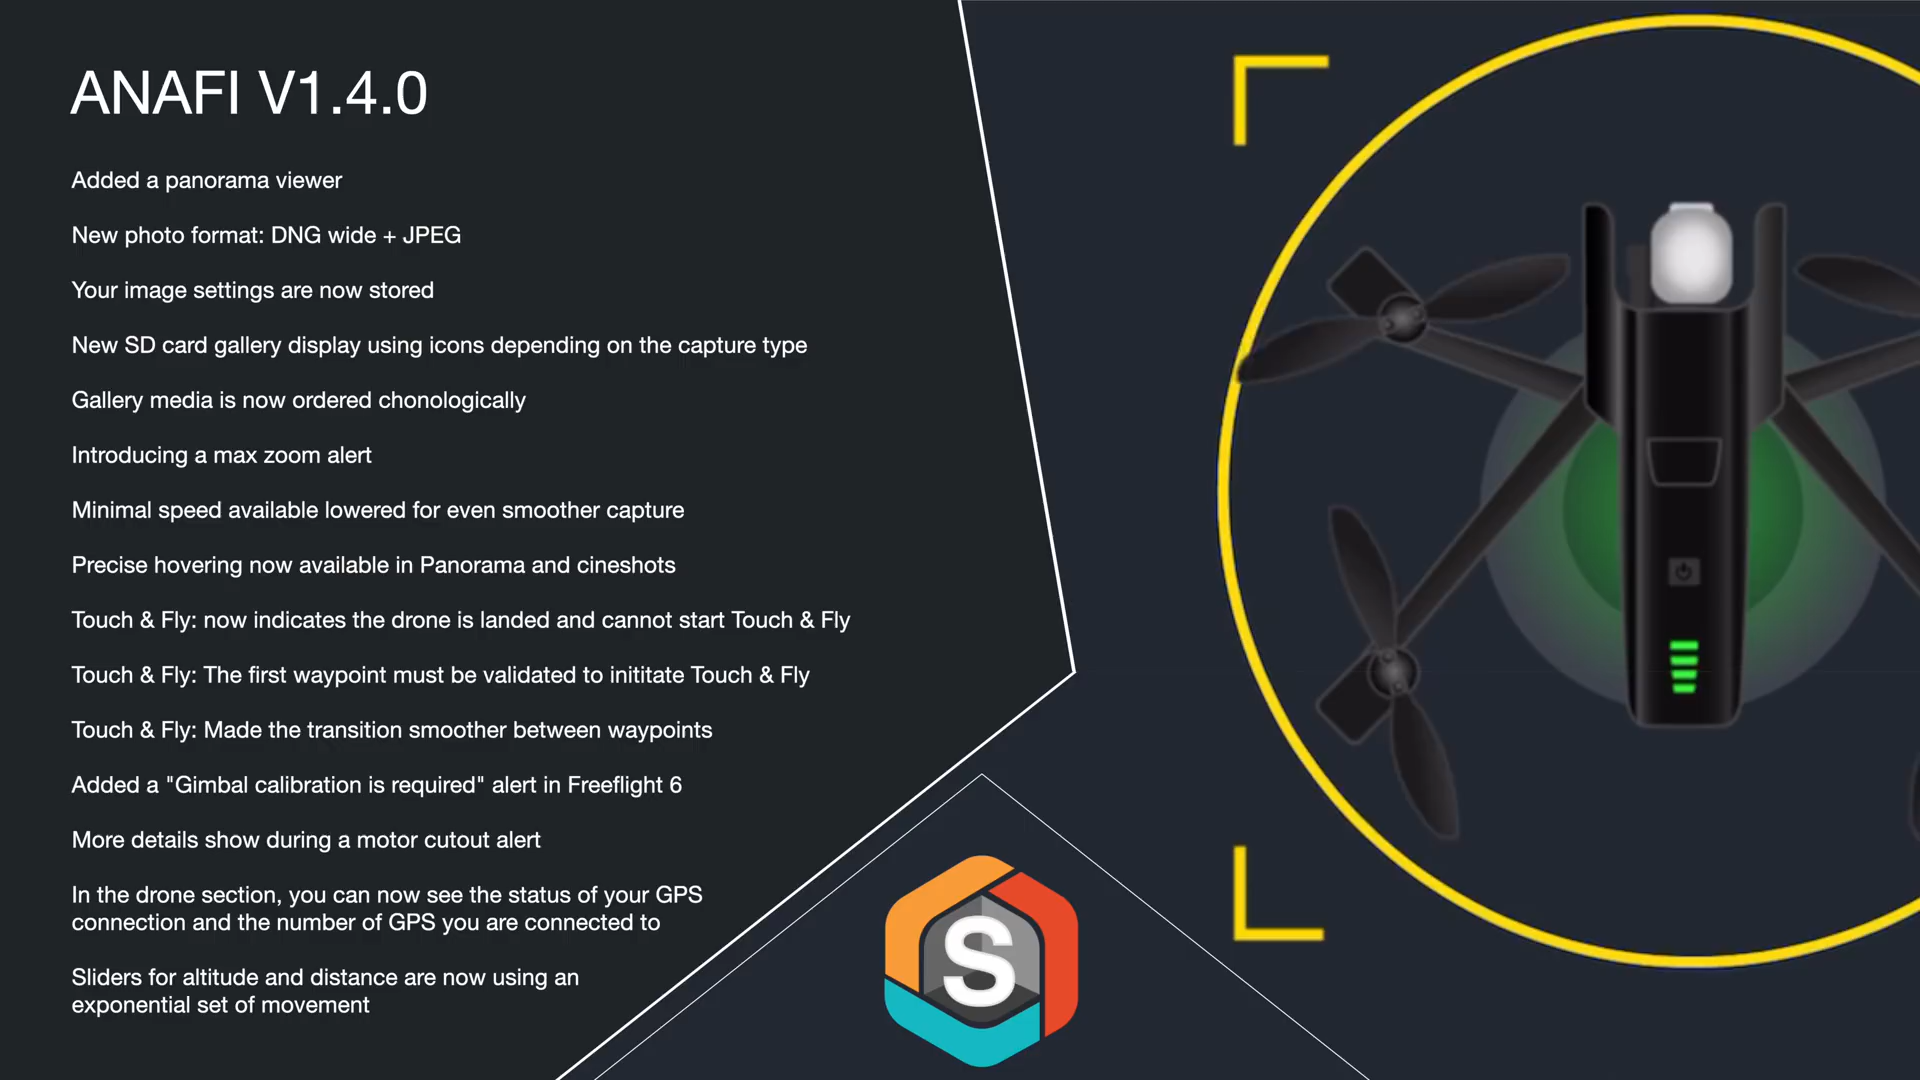 ANAFI V1.4.0
Added a panorama viewer
New photo format: DNG wide + JPEG
Your image settings are now stored
New SD card gallery display using icons depending on the capture type
Gallery media is now ordered chonologically
Introducing a max zoom alert
Minimal speed available lowered for even smoother capture
Precise hovering now available in Panorama and cineshots
Touch & Fly: now indicates the drone is landed and cannot start Touch & Fly
Touch & Fly: The first waypoint must be validated to inititate Touch & Fly
Touch & Fly: Made the transition smoother between waypoints
Added a "Gimbal calibration is required" alert in Freeflight 6
More details show during a motor cutout alert
In the drone section, you can now see the status of your GPS
connection and the number of GPS you are connected to
Sliders for altitude and distance are now using an
exponential set of movement
S